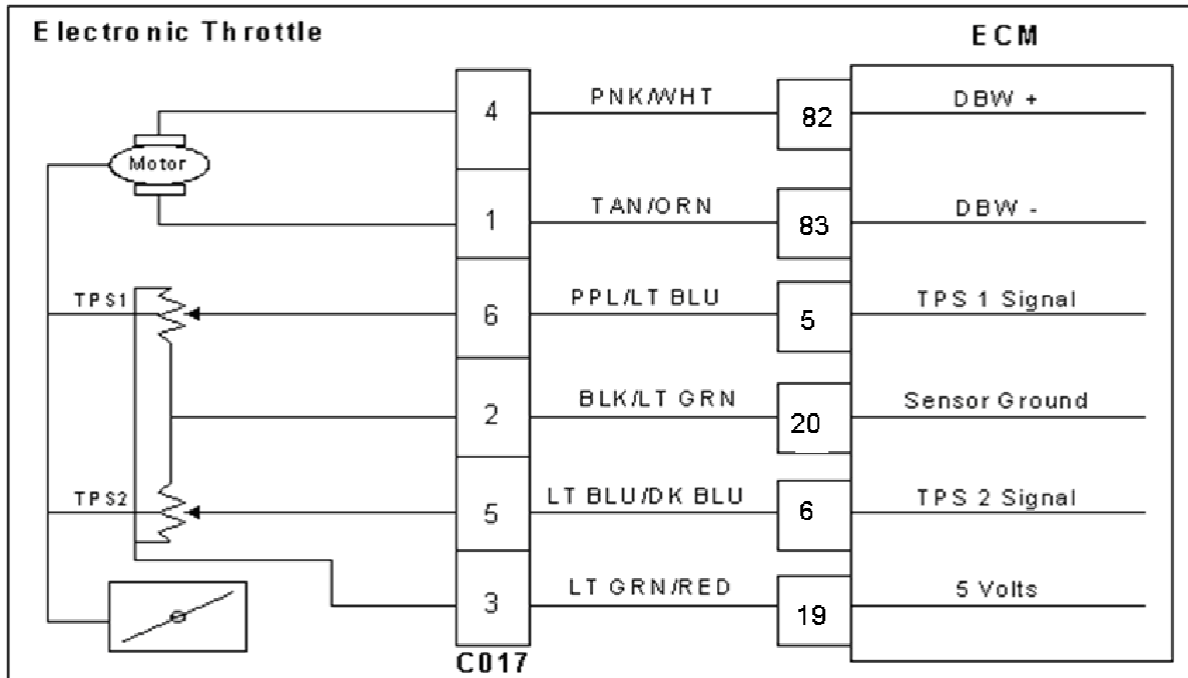 Electronic Throttle
ECM
4
PNK/WHT
82
DBW +
Motor
1
TAN/ORN
83
DBW -
TPS1
6
PPL/LT BLU
5
TPS 1 Signal
2
BLK/LT GRN
20
Sensor Ground
TPS2
5
LT BLU/DK BLU
6
TPS 2 Signal
3
LT GRN/RED
19
5 Volts
C017